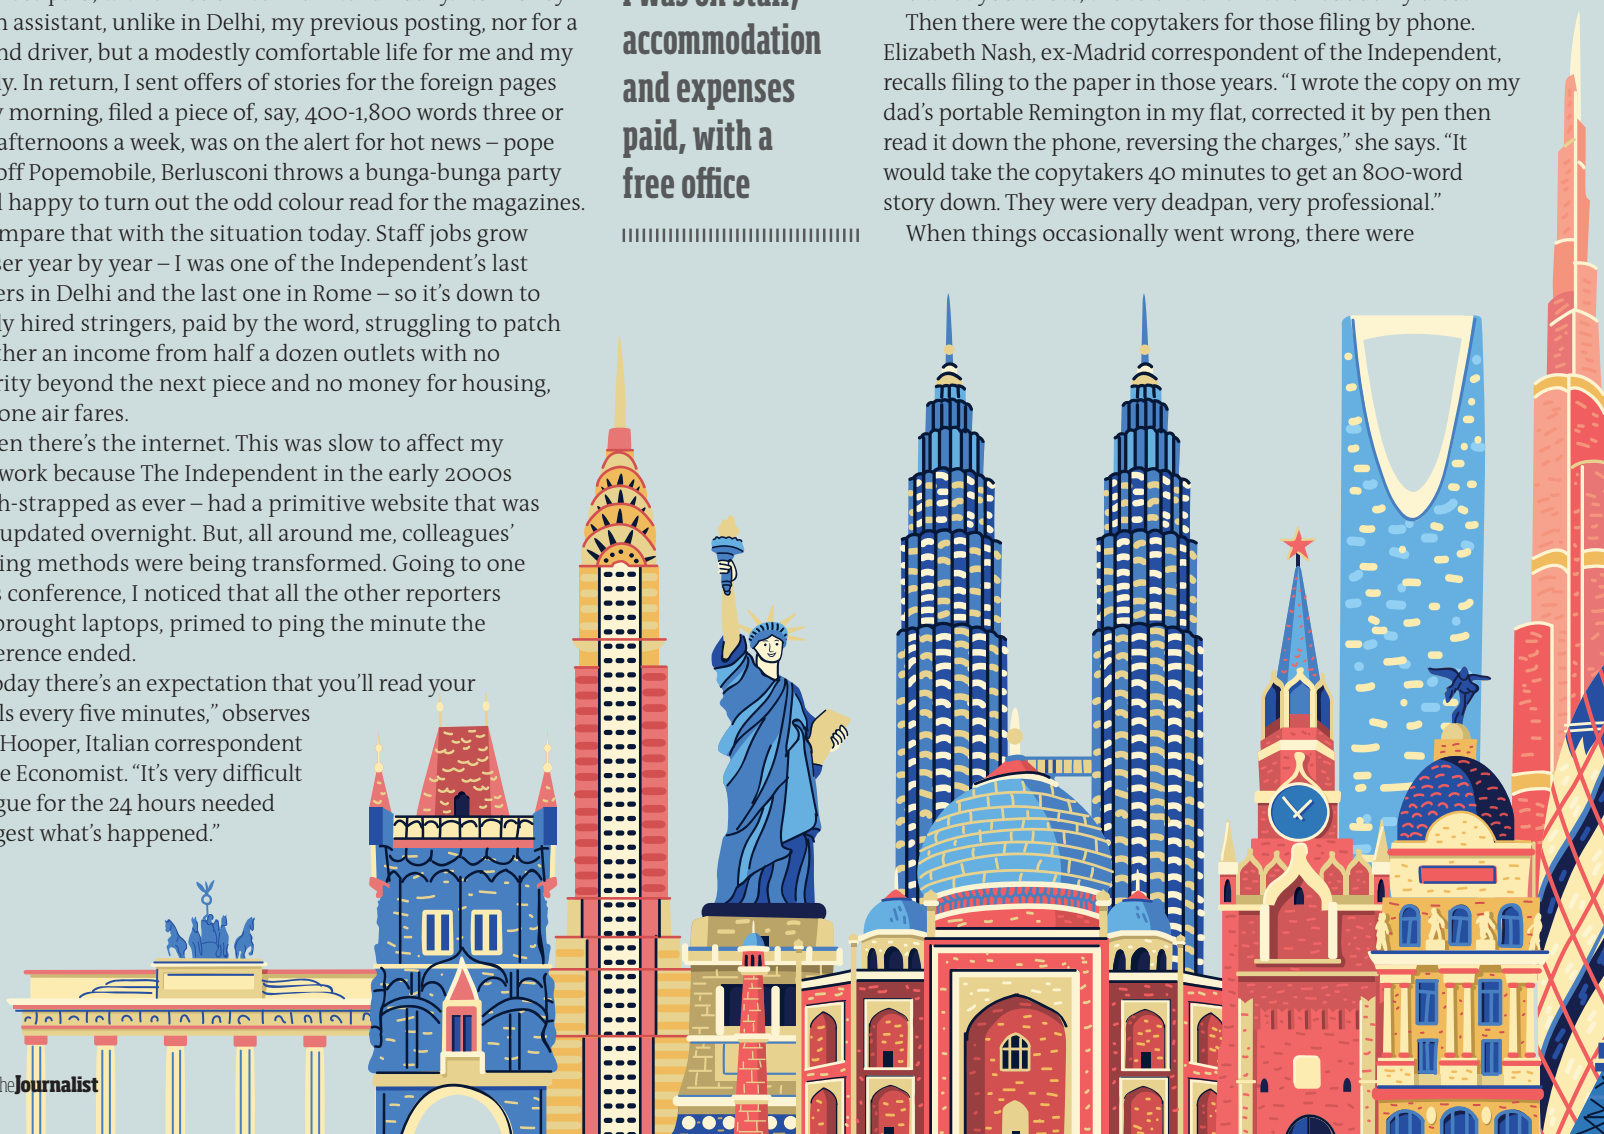 assistant, unlike in Delhi, my previous posting, nor for a
driver, but a modestly comfortable life for me and my
In return, I sent offers of stories for the foreign pages
morning, filed a piece of, say, 400-1,800 words three or
afternoons a week, was on the alert for hot news – pope
off Popemobile, Berlusconi throws a bunga-bunga party
happy to turn out the odd colour read for the magazines.
mpare that with the situation today. Staff jobs grow
ser year by year – I was one of the Independent’s last
ers in Delhi and the last one in Rome – so it’s down to
ly hired stringers, paid by the word, struggling to patch
ther an income from half a dozen outlets with no
rity beyond the next piece and no money for housing,
one air fares.
en there’s the internet. This was slow to affect my
work because The Independent in the early 2000s
h-strapped as ever – had a primitive website that was
updated overnight. But, all around me, colleagues’
ing methods were being transformed. Going to one
s conference, I noticed that all the other reporters
brought laptops, primed to ping the minute the
erence ended.
oday there’s an expectation that you’ll read your
ls every five minutes,” observes
Hooper, Italian correspondent
e Economist. “It’s very difficult
gue for the 24 hours needed
gest what’s happened.”
I was on staff,
accommodation
and expenses
paid, with a
free office
Then there were the copytakers for those filing by phone.
Elizabeth Nash, ex-Madrid correspondent of the Independent,
recalls filing to the paper in those years. “I wrote the copy on my
dad’s portable Remington in my flat, corrected it by pen then
read it down the phone, reversing the charges,” she says. “It
would take the copytakers 40 minutes to get an 800-word
story down. They were very deadpan, very professional.”
When things occasionally went wrong, there were
theJournalist